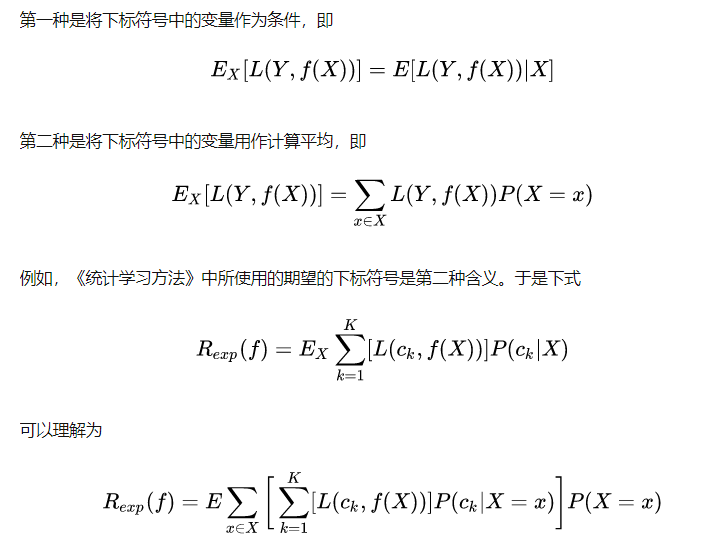 第一种是将下标符号中的变量作为条件，即
$E_X[L(Y,f(X))] = E[L(Y,f(X))|X]$
第二种是将下标符号中的变量用作计算平均，即
$E_X[L(Y,f(X))] = \sum_{x \in X} L(Y,f(X))P(X=x)$
例如，《统计学习方法》中所使用的期望的下标符号是第二种含义。于是下式
$R_{exp}(f) = E_X \sum_{k=1}^{K} [L(c_k,f(X))]P(c_k|X)$
可以理解为
$R_{exp}(f) = E \sum_{x \in X} \left[ \sum_{k=1}^{K} [L(c_k,f(X))]P(c_k|X=x) \right] P(X=x)$